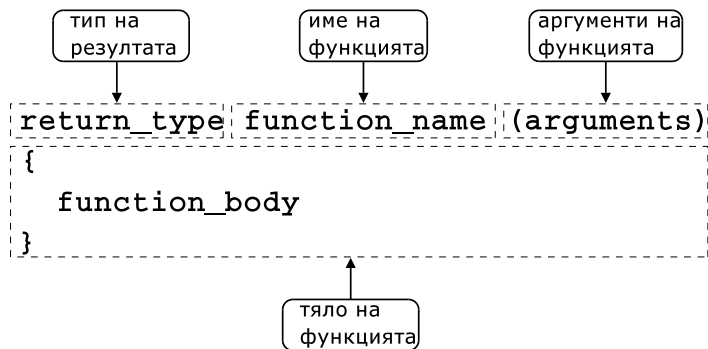 тип на
резултата
име на
функцията
аргументи на
функцията
return_type function_name (arguments)
{
function_body
}
тяло на
функцията